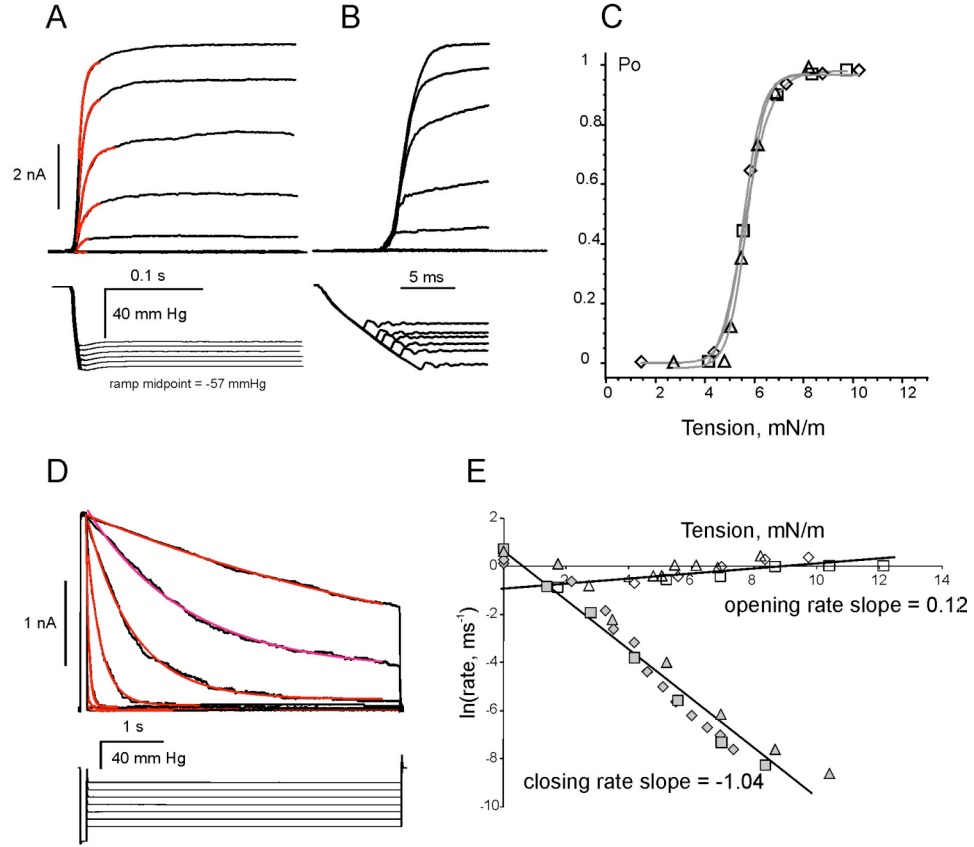 A
B
C
2 nA
0.1 s
40 mm Hg
ramp midpoint = -57 mmHg
5 ms
Po
1
0.8
0.6
0.4
0.2
0
0 2 4 6 8 10 12
Tension, mN/m
D
1 nA
1 s
40 mm Hg
E
Tension, mN/m
2
0
-2
-4
-6
-8
-10
2 4 6 8 10 12 14
ln(rate, ms-1)
opening rate slope = 0.12
closing rate slope = -1.04